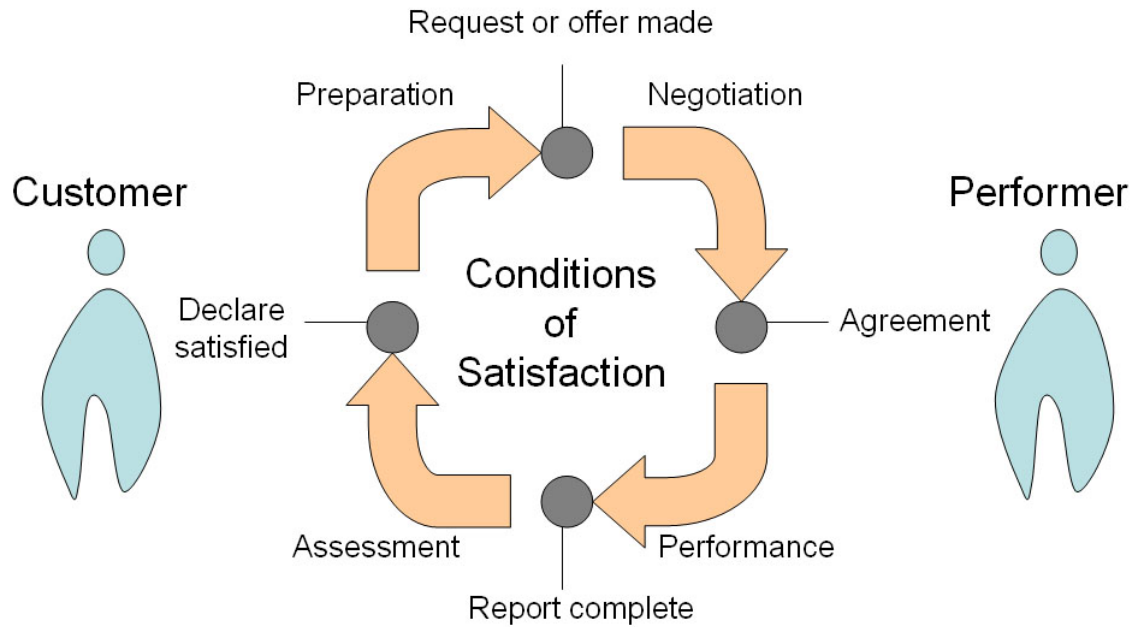 Request or offer made
Preparation
Negotiation
Customer
Performer
Conditions
of
Satisfaction
Declare
satisfied
Agreement
Assessment
Performance
Report complete